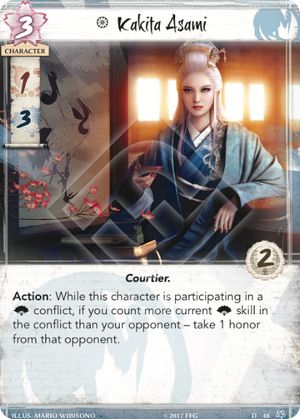 3
Kakita Asami
CHARACTER
1
3
2
Courtier.
Action: While this character is participating in a
conflict, if you count more current skill in
the conflict than your opponent – take 1 honor
from that opponent.
ILLUS: MARIO WIBISONO © 2017 FFG D 48